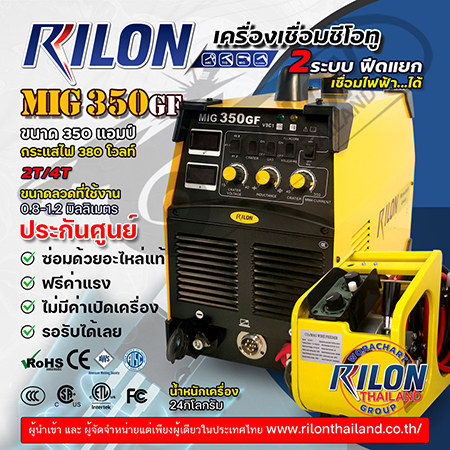 RILON
เครื่องเชื่อมซีโอทู
2 ระบบ ฟีดแยก
เชื่อมไฟฟ้า...ได้
MIG 350GF
ขนาด 350 แอมป์
กระแสไฟ 380 โวลท์
2T/4T
ขนาดลวดที่ใช้งาน
0.8-1.2 มิลลิเมตร
ประกันศูนย์
ซ่อมด้วยอะไหล่แท้
ฟรีค่าแรง
ไม่มีค่าเปิดเครื่อง
รอรับได้เลย
MIG 350GF
RILON
RILON
RoHS
CCC
AWS
American Welding Society
CE
Intertek
น้ำหนักเครื่อง
24กิโลกรัม
WORACHART
RILON
THAILAND
GROUP
ผู้นำเข้า และ ผู้จัดจำหน่ายแต่เพียงผู้เดียวในประเทศไทย www.rilonthailand.co.th/